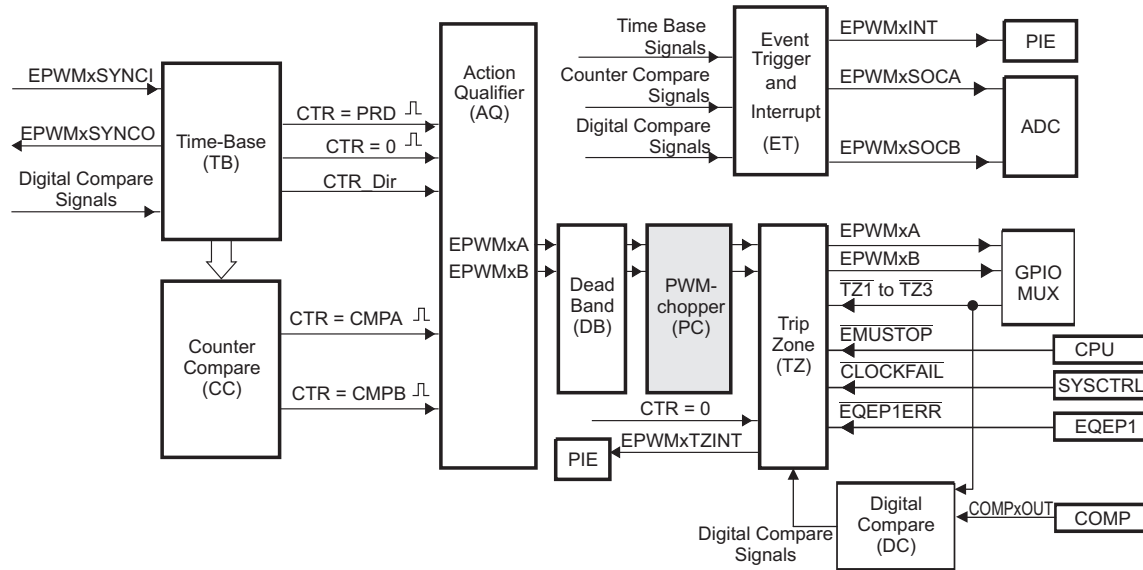 EPWMxSYNCI
EPWMxSYNCO
Digital Compare
Signals
Time-Base
(TB)
CTR = PRD
CTR = 0
CTR_Dir
Counter
Compare
(CC)
CTR = CMPA
CTR = CMPB
Action
Qualifier
(AQ)
EPWMxA
EPWMxB
Time Base
Signals
Counter Compare
Signals
Digital Compare
Signals
Event
Trigger
and
Interrupt
(ET)
EPWMxINT
EPWMxSOCA
EPWMxSOCB
PIE
ADC
Dead
Band
(DB)
PWM-
chopper
(PC)
Trip
Zone
(TZ)
CTR = 0
EPWMxTZINT
PIE
EPWMxA
EPWMxB
TZ1 to TZ3
EMUSTOP
CLOCKFAIL
EQEP1ERR
GPIO
MUX
CPU
SYSCTRL
EQEP1
Digital Compare
Signals
Digital
Compare
(DC)
COMPxOUT
COMP